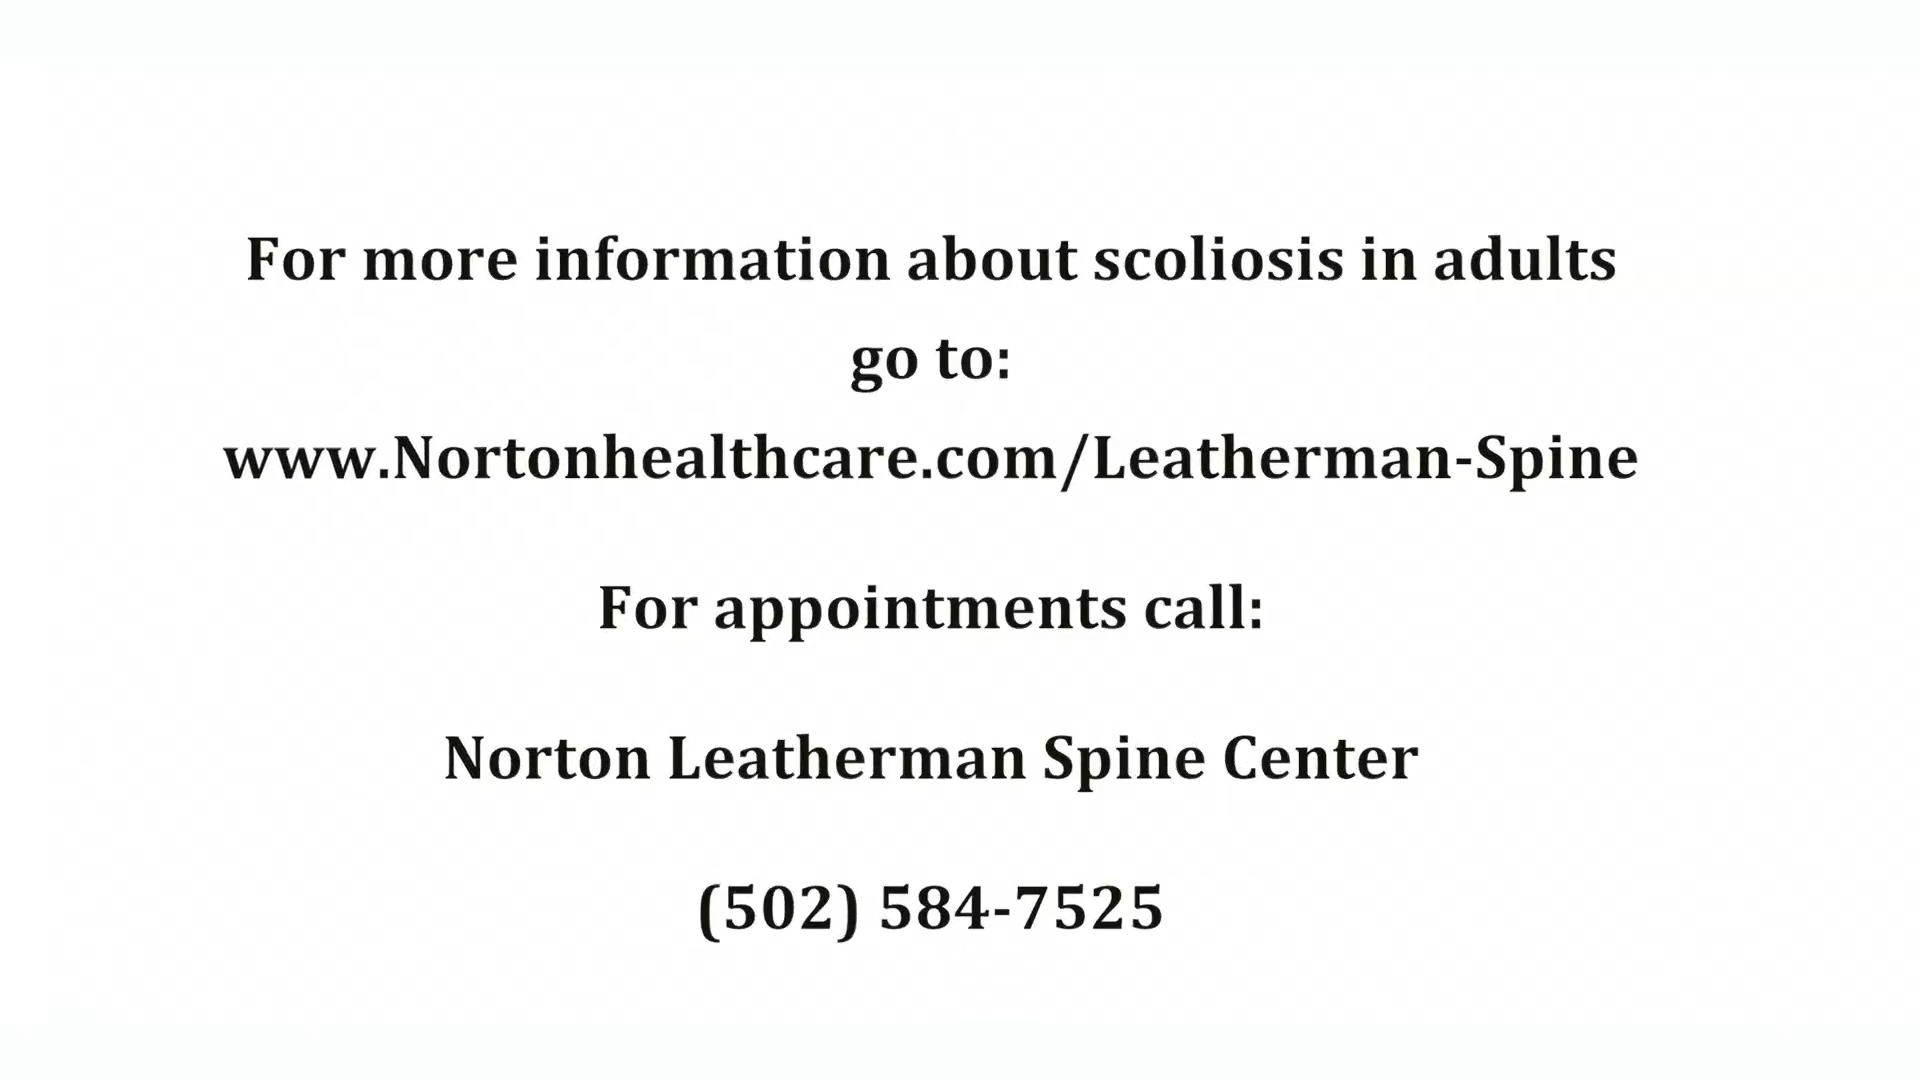 For more information about scoliosis in adults
go to:
www.Nortonhealthcare.com/Leatherman-Spine
For appointments call:
Norton Leatherman Spine Center
(502) 584-7525